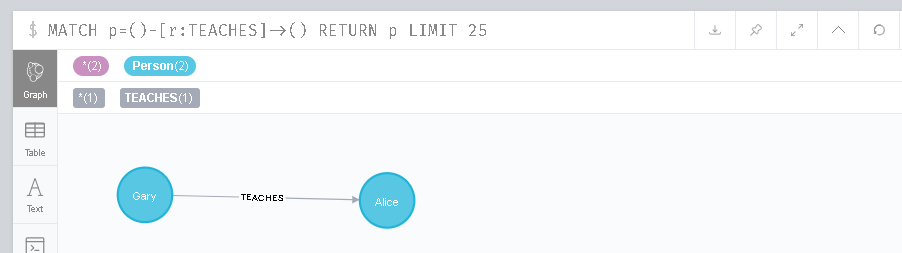 $ MATCH p=()-[r:TEACHES]->() RETURN p LIMIT 25
*(2) Person(2)
Graph
*(1) TEACHES(1)
Table
Gary TEACHES Alice
A
Text
>_